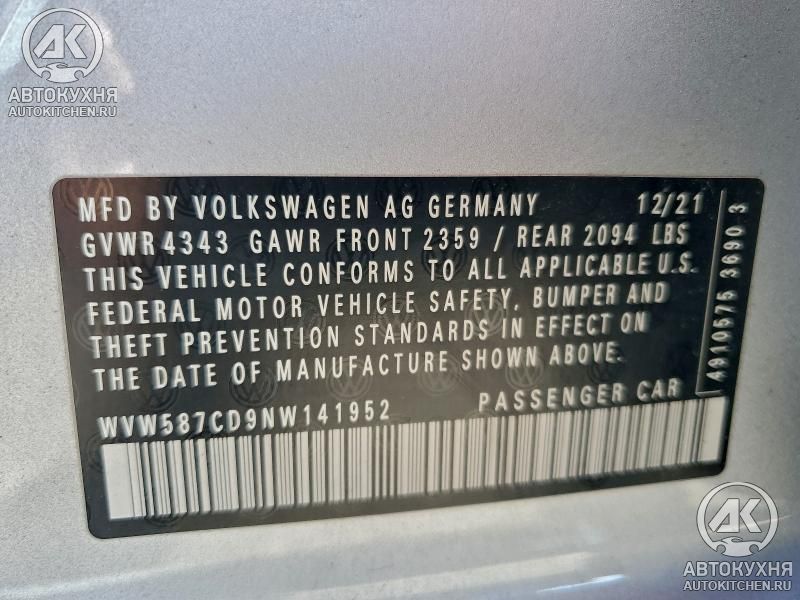 АК
АВТОКУХНЯ
AUTOKITCHEN.RU
MFD BY VOLKSWAGEN AG GERMANY 12/21
GVWR 4343 GAWR FRONT 2359 / REAR 2094 LBS
THIS VEHICLE CONFORMS TO ALL APPLICABLE U.S.
FEDERAL MOTOR VEHICLE SAFETY, BUMPER AND
THEFT PREVENTION STANDARDS IN EFFECT ON
THE DATE OF MANUFACTURE SHOWN ABOVE.
WVW587CD9NW141952 PASSENGER CAR
4910575 3690 3
АК
АВТОКУХНЯ
AUTOKITCHEN.RU